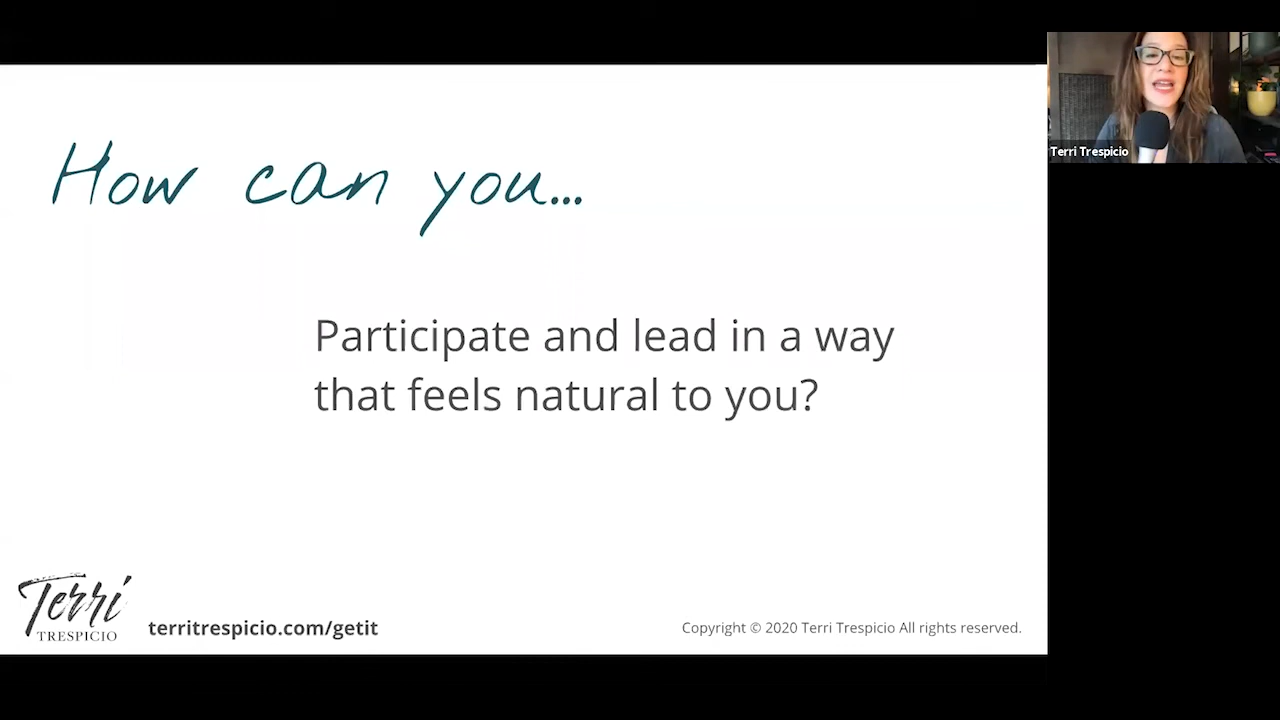 How can you...
Participate and lead in a way
that feels natural to you?
Terri
TRESPICIO
territrespicio.com/getit
Copyright © 2020 Terri Trespicio All rights reserved.
Terri Trespicio